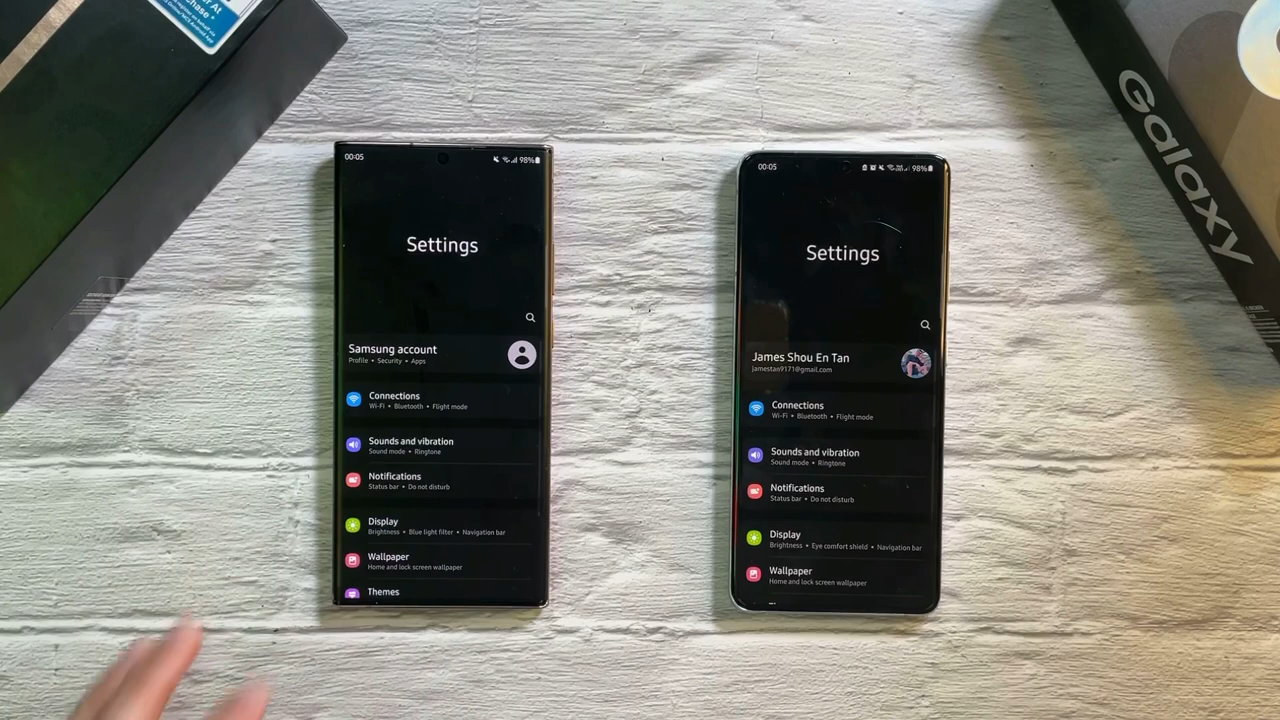 00:05
98%
Settings
Samsung account
Profile • Security • Apps
Connections
Wi-Fi • Bluetooth • Flight mode
Sounds and vibration
Sound mode • Ringtone
Notifications
Status bar • Do not disturb
Display
Brightness • Blue light filter • Navigation bar
Wallpaper
Home and lock screen wallpaper
Themes
00:05
98%
Settings
James Shou En Tan
jamestan9171@gmail.com
Connections
Wi-Fi • Bluetooth • Flight mode
Sounds and vibration
Sound mode • Ringtone
Notifications
Status bar • Do not disturb
Display
Brightness • Eye comfort shield • Navigation bar
Wallpaper
Home and lock screen wallpaper
Galaxy